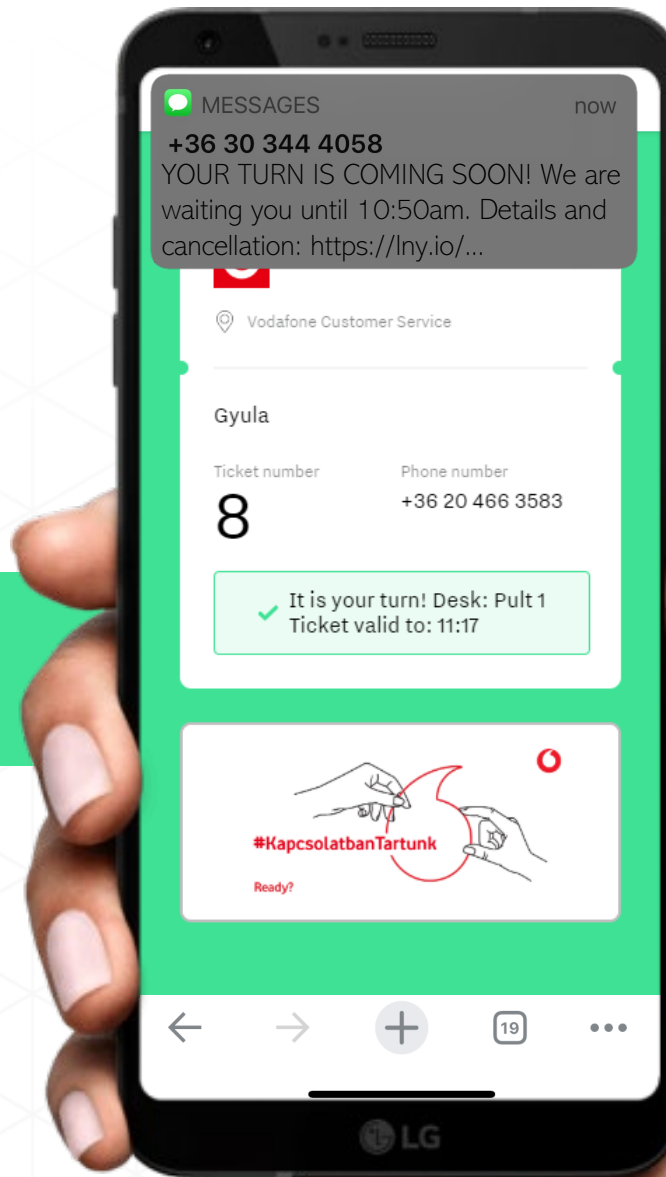 MESSAGES now
+36 30 344 4058
YOUR TURN IS COMING SOON! We are
waiting you until 10:50am. Details and
cancellation: https://lny.io/...
Vodafone Customer Service
Gyula
Ticket number Phone number
8 +36 20 466 3583
It is your turn! Desk: Pult 1
Ticket valid to: 11:17
#KapcsolatbanTartunk
Ready?
19
LG